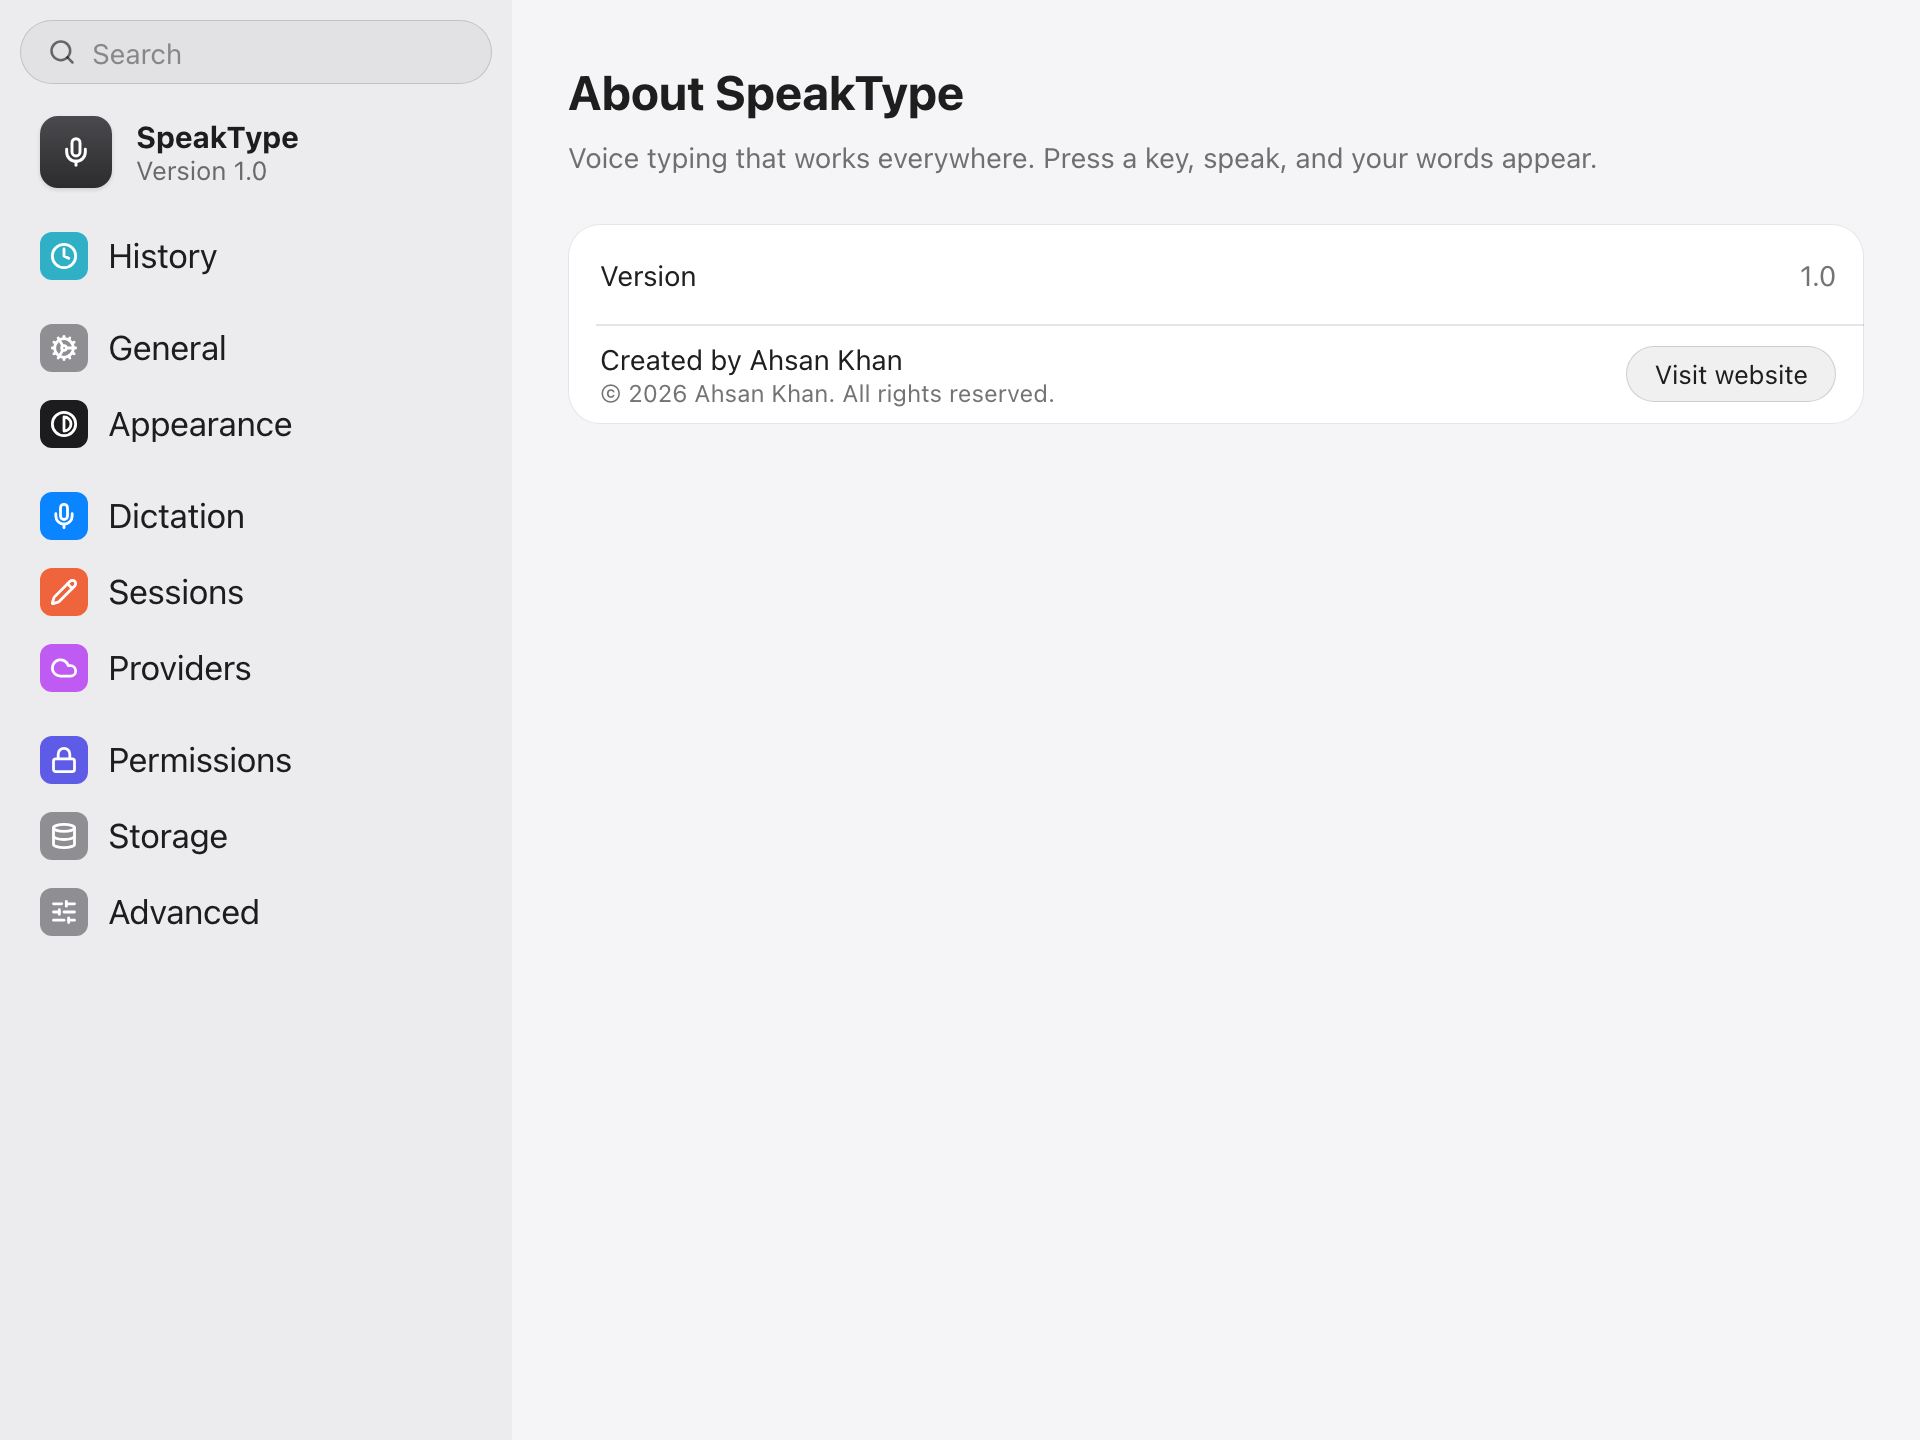 Search
SpeakType
Version 1.0
History
General
Appearance
Dictation
Sessions
Providers
Permissions
Storage
Advanced
About SpeakType
Voice typing that works everywhere. Press a key, speak, and your words appear.
Version 1.0
Created by Ahsan Khan
© 2026 Ahsan Khan. All rights reserved.
Visit website